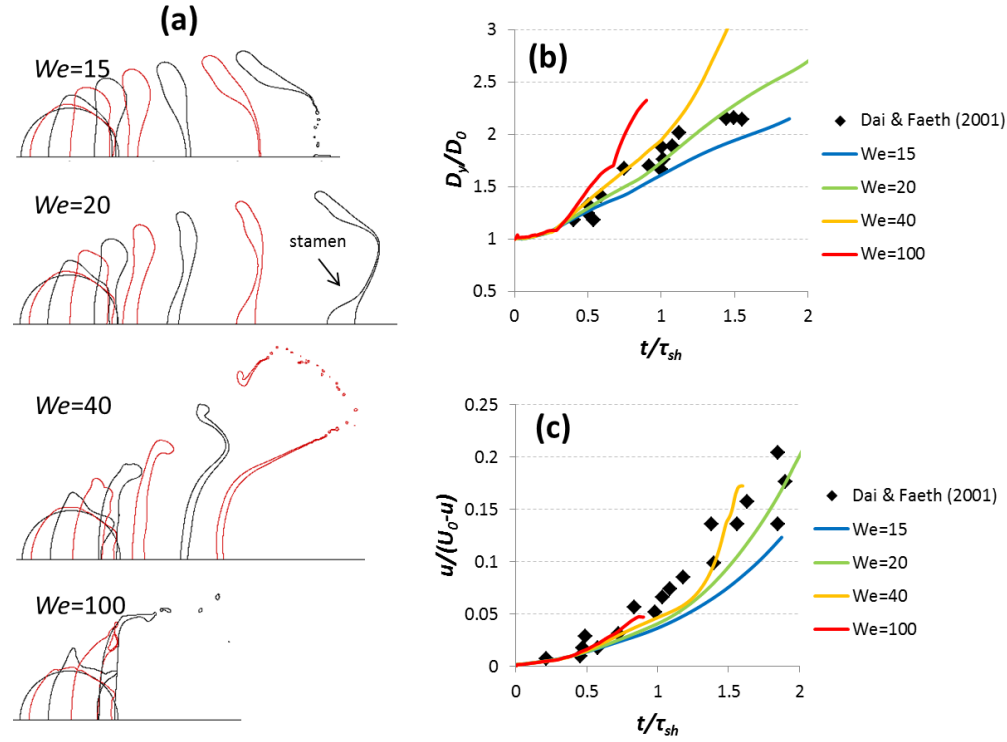 (a)
We=15
We=20
stamen
We=40
We=100
(b)
3
2.5
2
1.5
1
0.5
0
0.5
1
1.5
2
Dy/D0
t/τsh
Dai & Faeth (2001)
We=15
We=20
We=40
We=100
(c)
0.25
0.2
0.15
0.1
0.05
0
0
0.5
1
1.5
2
u/(U0-u)
t/τsh
Dai & Faeth (2001)
We=15
We=20
We=40
We=100